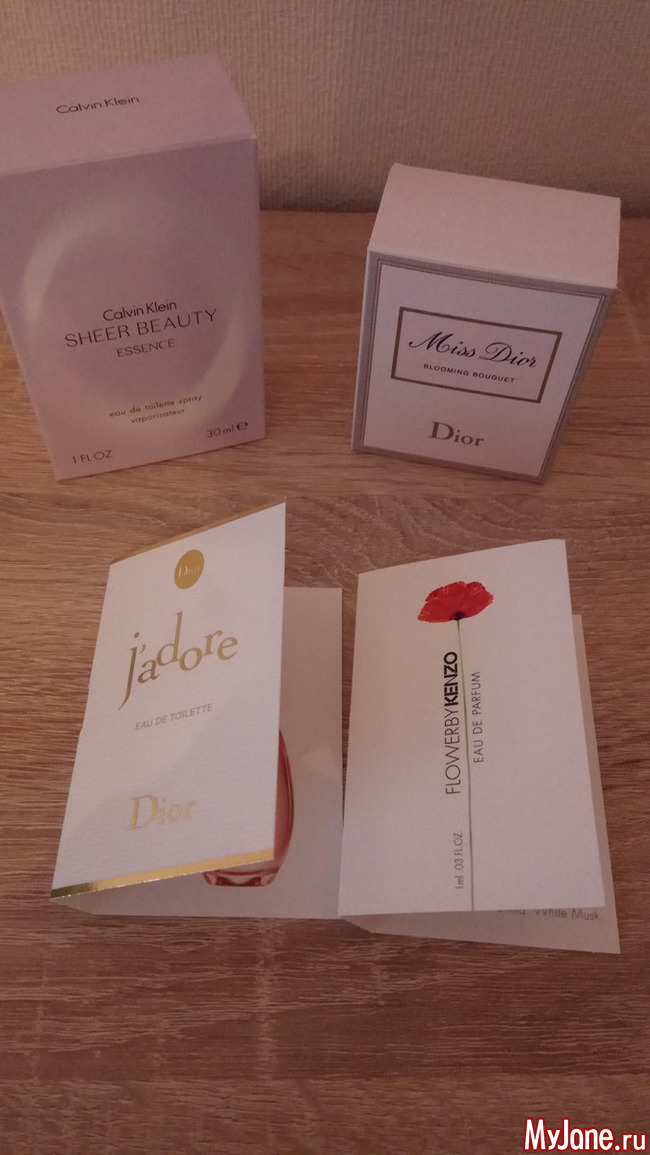 Calvin Klein
Calvin Klein
SHEER BEAUTY
ESSENCE
eau de toilette spray
vaporisateur
1 FL OZ
30 ml e
Miss Dior
BLOOMING BOUQUET
Dior
Dior
j'adore
EAU DE TOILETTE
Dior
FLOWERBYKENZO
EAU DE PARFUM
1ml .03 FL.OZ.
White Musk.
MyJane.ru